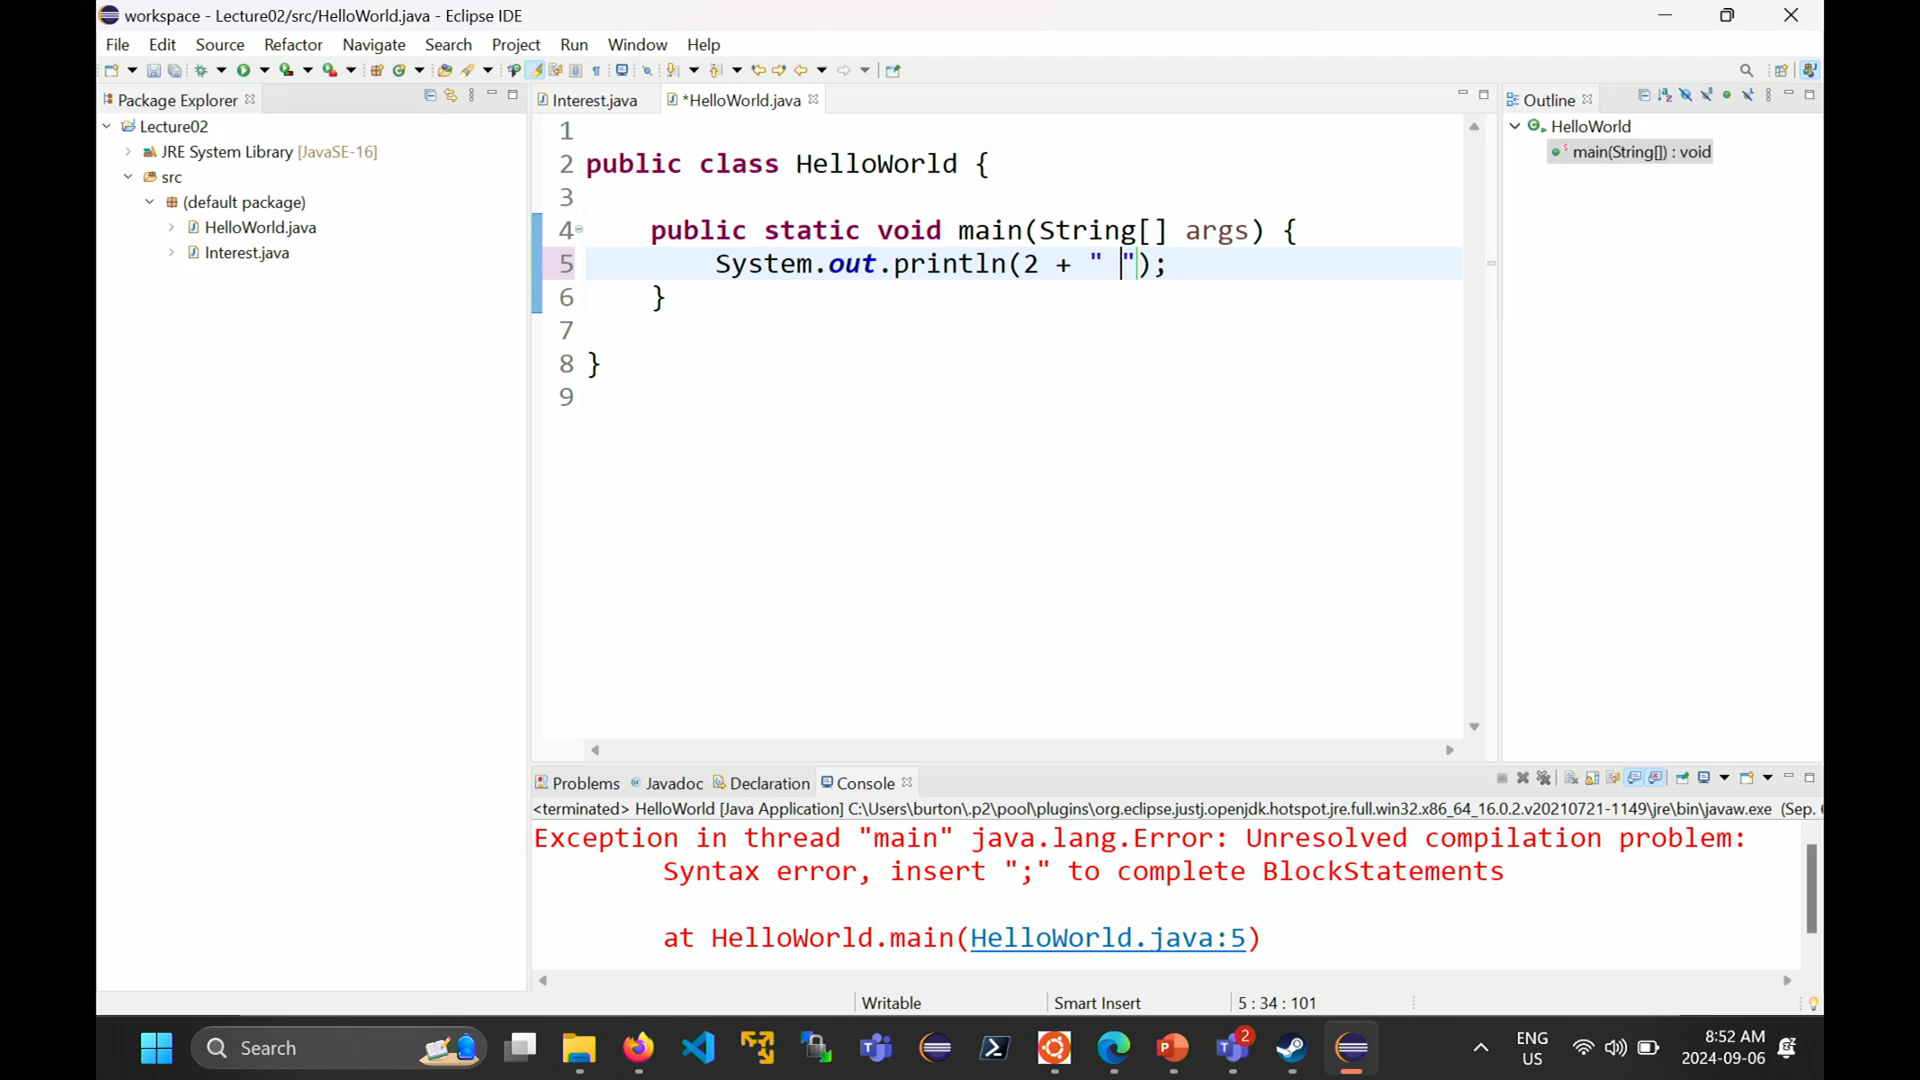 workspace - Lecture02/src/HelloWorld.java - Eclipse IDE
File Edit Source Refactor Navigate Search Project Run Window Help
Package Explorer
Lecture02
JRE System Library [JavaSE-16]
src
(default package)
HelloWorld.java
Interest.java
Interest.java *HelloWorld.java
1
2 public class HelloWorld {
3
4 public static void main(String[] args) {
5 System.out.println(2 + " ");
6 }
7
8 }
9
Outline
HelloWorld
main(String[]) : void
Problems Javadoc Declaration Console
<terminated> HelloWorld [Java Application] C:\Users\burton\.p2\pool\plugins\org.eclipse.justj.openjdk.hotspot.jre.full.win32.x86_64_16.0.2.v20210721-1149\jre\bin\javaw.exe (Sep.
Exception in thread "main" java.lang.Error: Unresolved compilation problem:
Syntax error, insert ";" to complete BlockStatements
at HelloWorld.main(HelloWorld.java:5)
Writable Smart Insert 5 : 34 : 101
Search
2
ENG
US
8:52 AM
2024-09-06